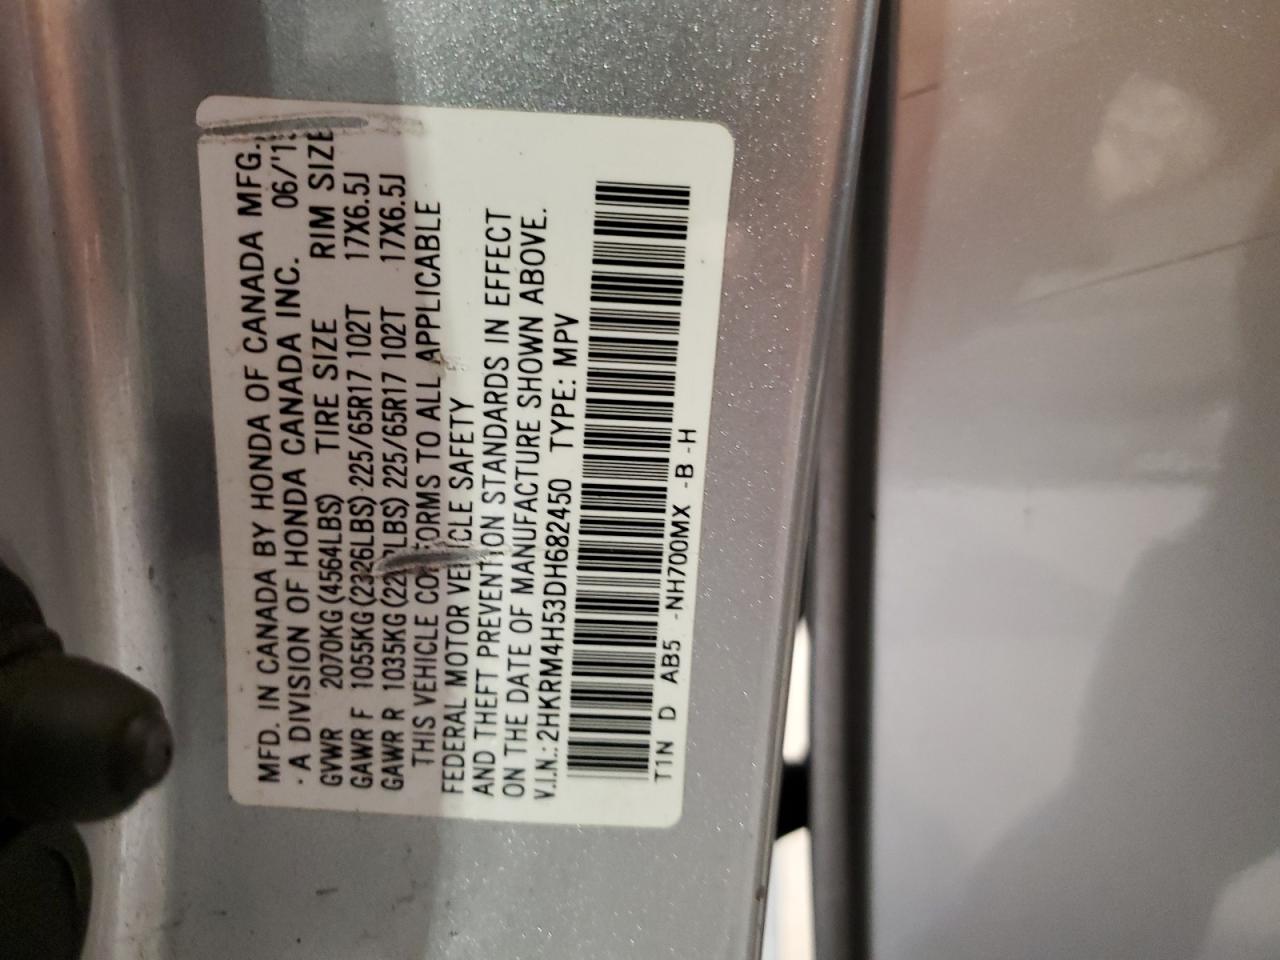 MFD. IN CANADA BY HONDA OF CANADA MFG.,
A DIVISION OF HONDA CANADA INC. 06/'1
GVWR 2070KG (4564LBS) TIRE SIZE RIM SIZE
GAWR F 1055KG (2326LBS) 225/65R17 102T 17X6.5J
GAWR R 1035KG 225/65R17 102T 17X6.5J
THIS VEHICLE TO ALL APPLICABLE
FEDERAL MOTOR VEHICLE SAFETY
AND THEFT PREVENTION STANDARDS IN EFFECT
ON THE DATE OF MANUFACTURE SHOWN ABOVE.
V.I.N.: 2HKRM4H53DH682450 TYPE: MPV
T1N D AB5 -NH700MX -B -H